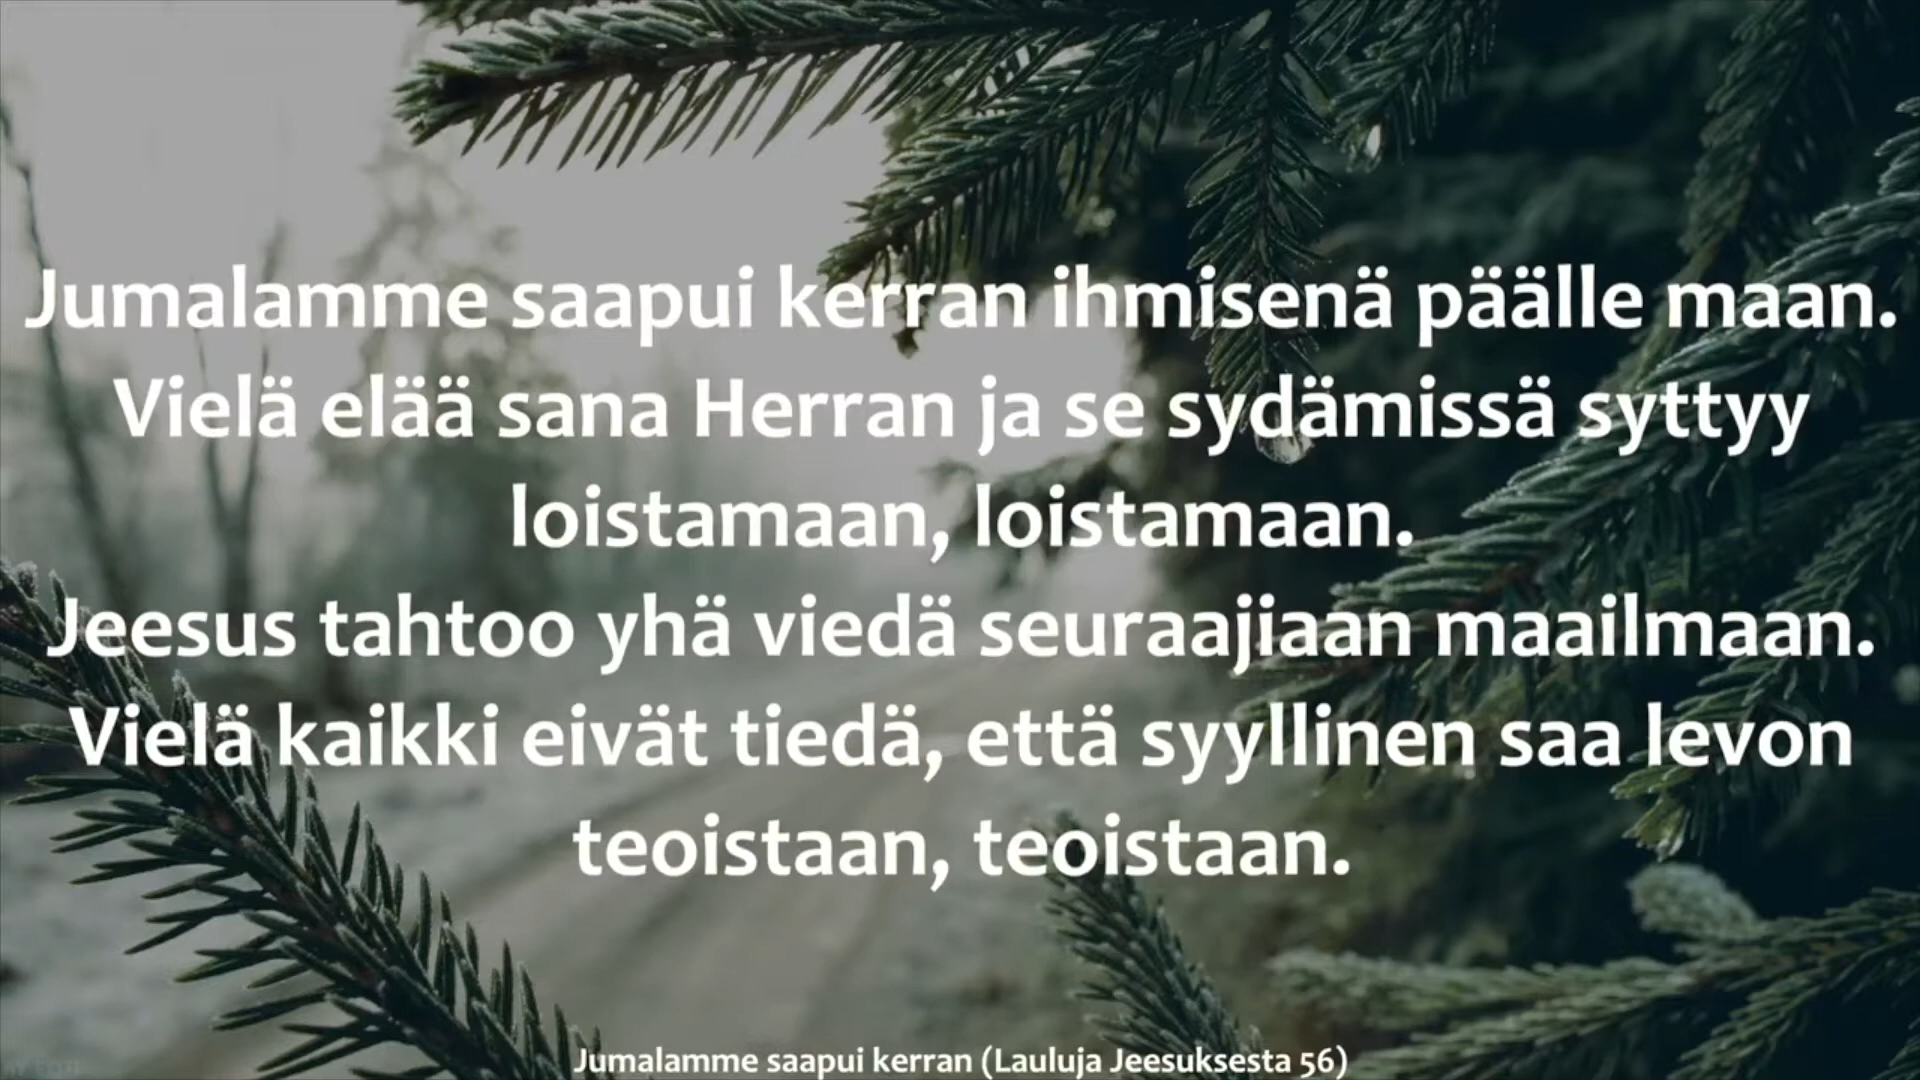 Jumalamme saapui kerran ihmisenä päälle maan.
Vielä elää sana Herran ja se sydämissä syttyy
loistamaan, loistamaan.
Jeesus tahtoo yhä viedä seuraajiaan maailmaan.
Vielä kaikki eivät tiedä, että syyllinen saa levon
teoistaan, teoistaan.
Jumalamme saapui kerran (Lauluja Jeesuksesta 56)